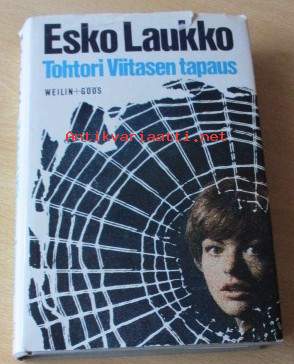 Esko Laukko
Tohtori Viitasen tapaus
WEILIN+GÖÖS
Antikvariaatti.net